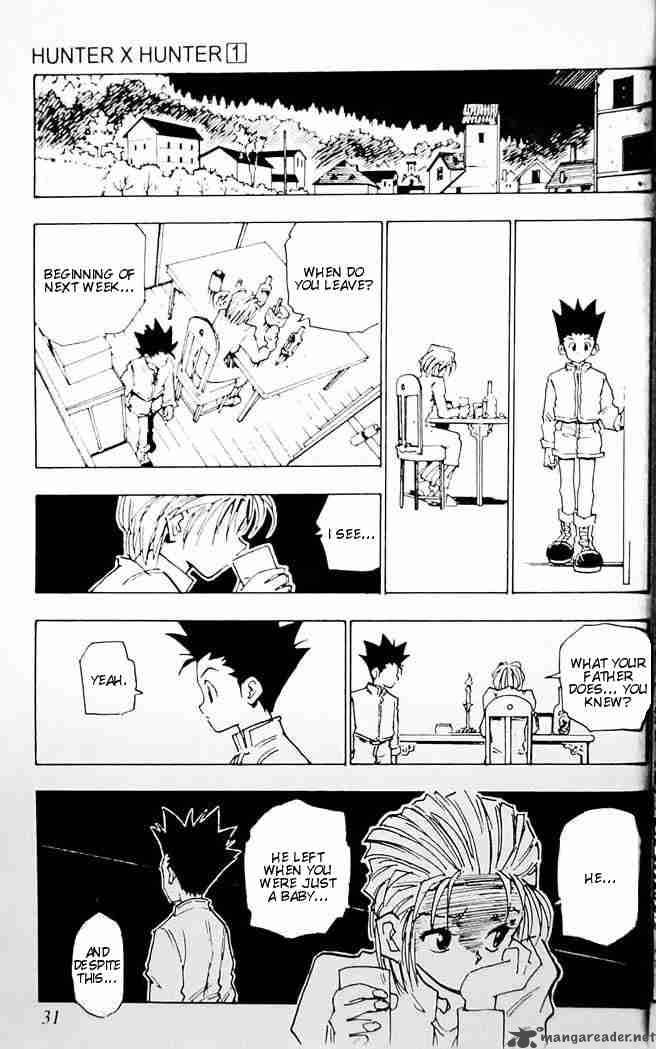 HUNTER X HUNTER 1
WHEN DO
YOU LEAVE?
BEGINNING OF
NEXT WEEK...
I SEE...
WHAT YOUR
FATHER
DOES... YOU
KNEW?
YEAH.
HE...
HE LEFT
WHEN YOU
WERE JUST
A BABY...
AND
DESPITE
THIS...
31
mangareader.net